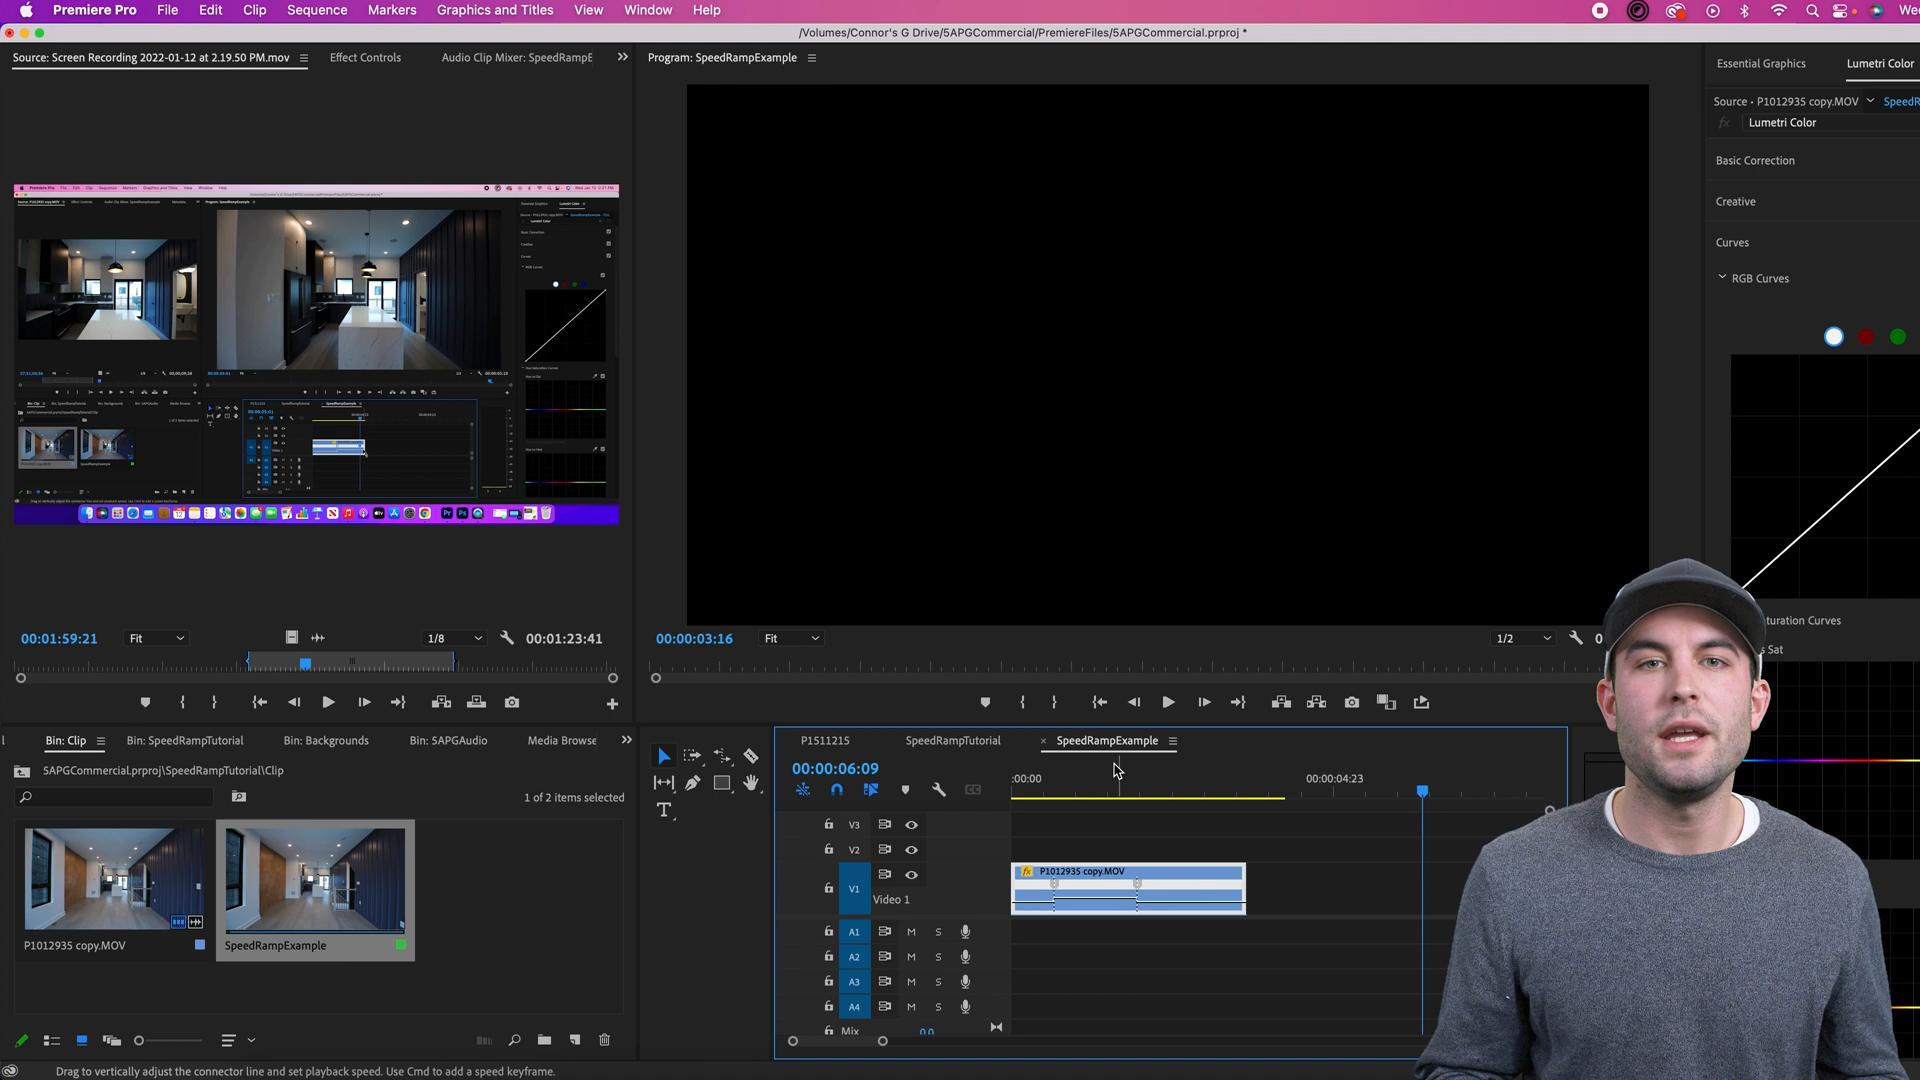 Premiere Pro File Edit Clip Sequence Markers Graphics and Titles View Window Help We
/Volumes/Connor's G Drive/5APGCommercial/PremiereFiles/5APGCommercial.prproj *
Source: Screen Recording 2022-01-12 at 2.19.50 PM.mov Effect Controls Audio Clip Mixer: SpeedRampE
Program: SpeedRampExample
Essential Graphics Lumetri Color
Source • P1012935 copy.MOV SpeedR
fx Lumetri Color
Basic Correction
Creative
Curves
RGB Curves
turation Curves
s Sat
00:01:59:21 Fit 1/8 00:01:23:41
00:00:03:16 Fit 1/2 0
Bin: Clip Bin: SpeedRampTutorial Bin: Backgrounds Bin: 5APGAudio Media Browse
5APGCommercial.prproj\SpeedRampTutorial\Clip
1 of 2 items selected
P1012935 copy.MOV
SpeedRampExample
P1511215 SpeedRampTutorial × SpeedRampExample
00:00:06:09
:00:00 00:00:04:23
V3
V2
V1
Video 1
fx P1012935 copy.MOV
A1 M S
A2 M S
A3 M S
A4 M S
Mix 0.0
T
Drag to vertically adjust the connector line and set playback speed. Use Cmd to add a speed keyframe.